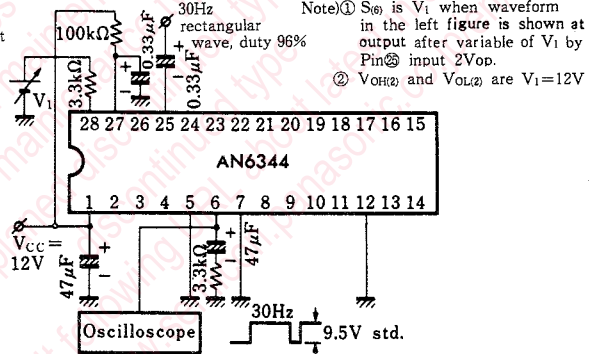 30Hz
rectangular
wave, duty 96%
Note)① S(6) is V1 when waveform
in the left figure is shown at
output after variable of V1 by
Pin㉕ input 2Vop.
② VOH(2) and VOL(2) are V1=12V
100kΩ
0.33μF
0.33μF
3.3kΩ
V1
28 27 26 25 24 23 22 21 20 19 18 17 16 15
AN6344
1 2 3 4 5 6 7 8 9 10 11 12 13 14
VCC=
12V
47μF
3.3kΩ
47μF
Oscilloscope
30Hz
9.5V std.